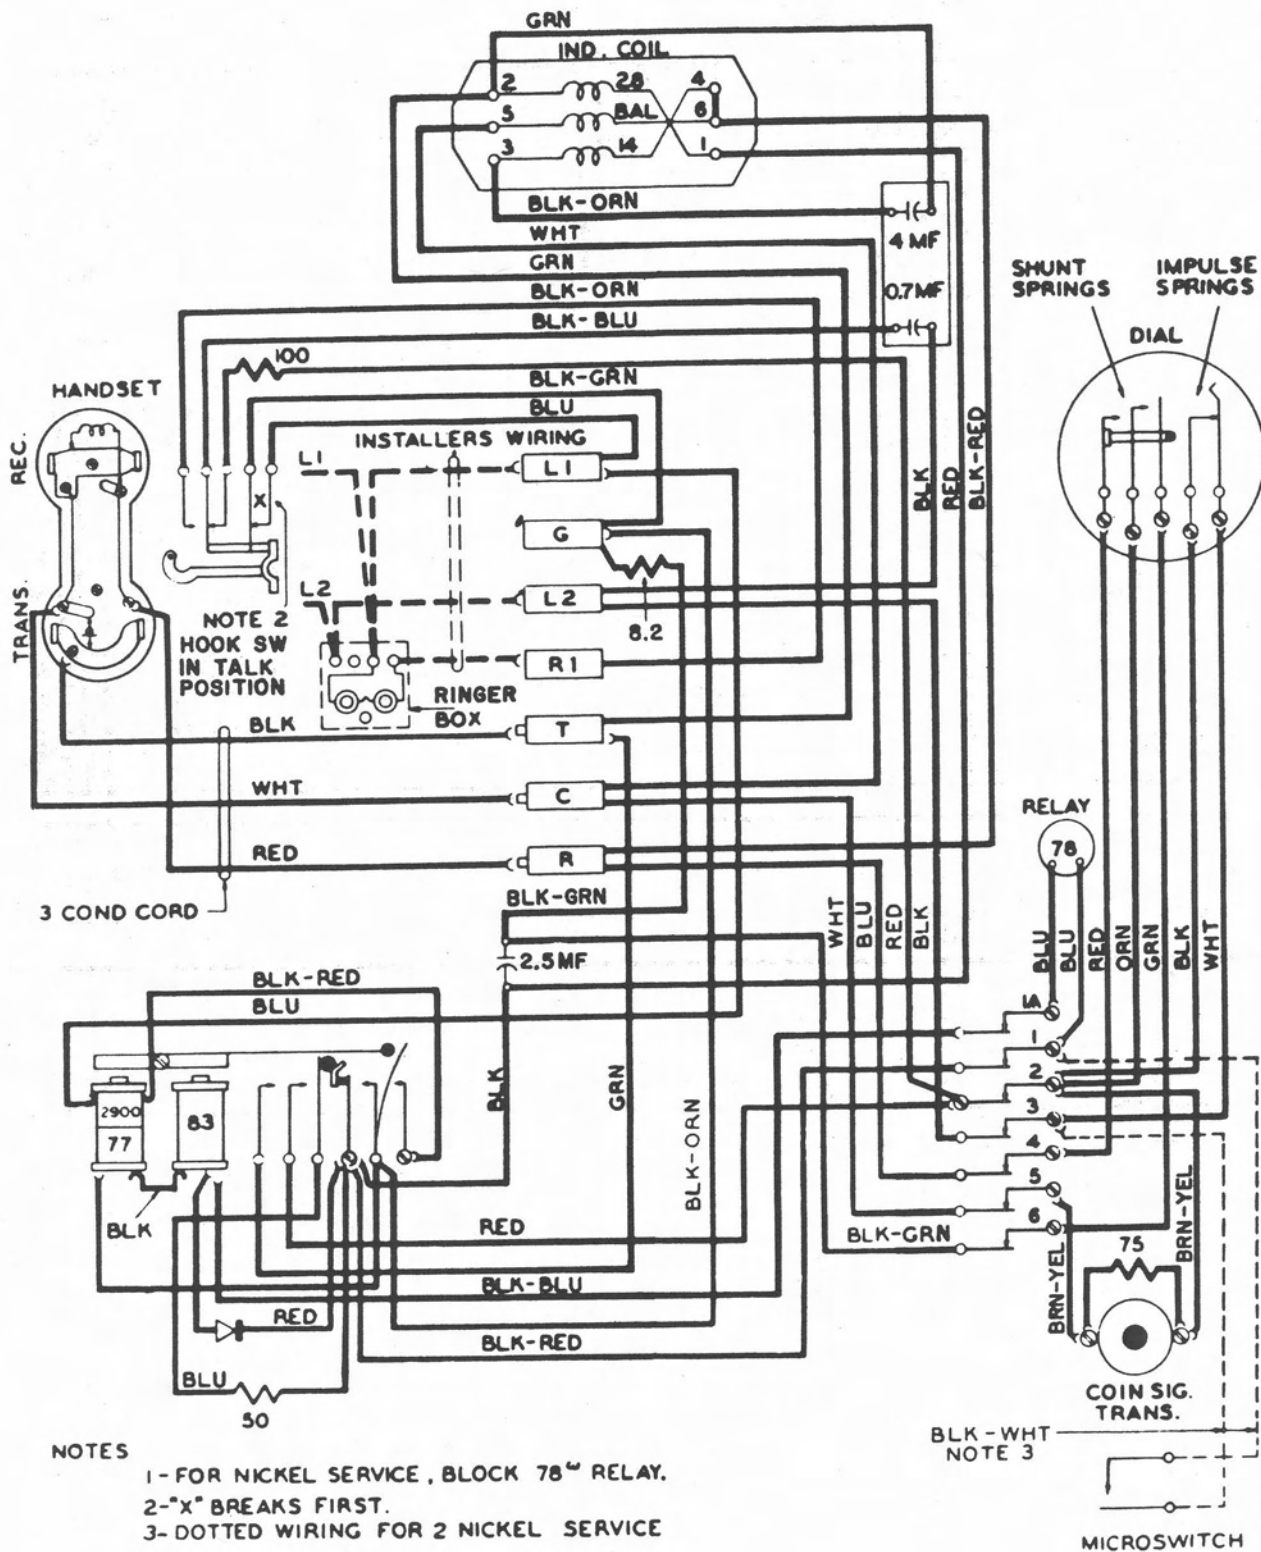 GRN
IND. COIL
2
28
4
5
BAL
6
3
14
1
BLK-ORN
WHT
4 MF
GRN
SHUNT SPRINGS
IMPULSE SPRINGS
BLK-ORN
0.7MF
BLK-BLU
DIAL
100
BLK-GRN
HANDSET
BLU
INSTALLERS WIRING
REC.
L1
L1
X
BLK
RED
BLK-RED
G
TRANS.
L2
L2
8.2
NOTE 2
HOOK SW
IN TALK
POSITION
R1
RINGER
BOX
BLK
T
WHT
C
RELAY
78
RED
R
3 COND CORD
BLK-GRN
WHT
BLU
RED
BLK
BLU
BLU
RED
ORN
GRN
BLK
WHT
2.5MF
BLK-RED
BLU
1A
1
2
3
4
5
6
BLK
GRN
BLK-ORN
2900
77
83
BLK
RED
BLK-GRN
BRN-YEL
75
BRN-YEL
BLK-BLU
RED
BLK-RED
BLU
50
COIN SIG.
TRANS.
BLK-WHT
NOTE 3
MICROSWITCH
NOTES
1-FOR NICKEL SERVICE, BLOCK 78ω RELAY.
2-"X" BREAKS FIRST.
3-DOTTED WIRING FOR 2 NICKEL SERVICE